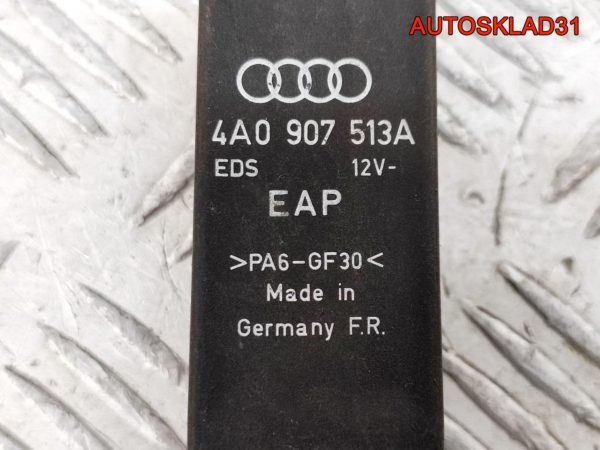 AUTOSKLAD31
4A0 907 513A
EDS 12V-
EAP
>PA6-GF30<
Made in
Germany F.R.